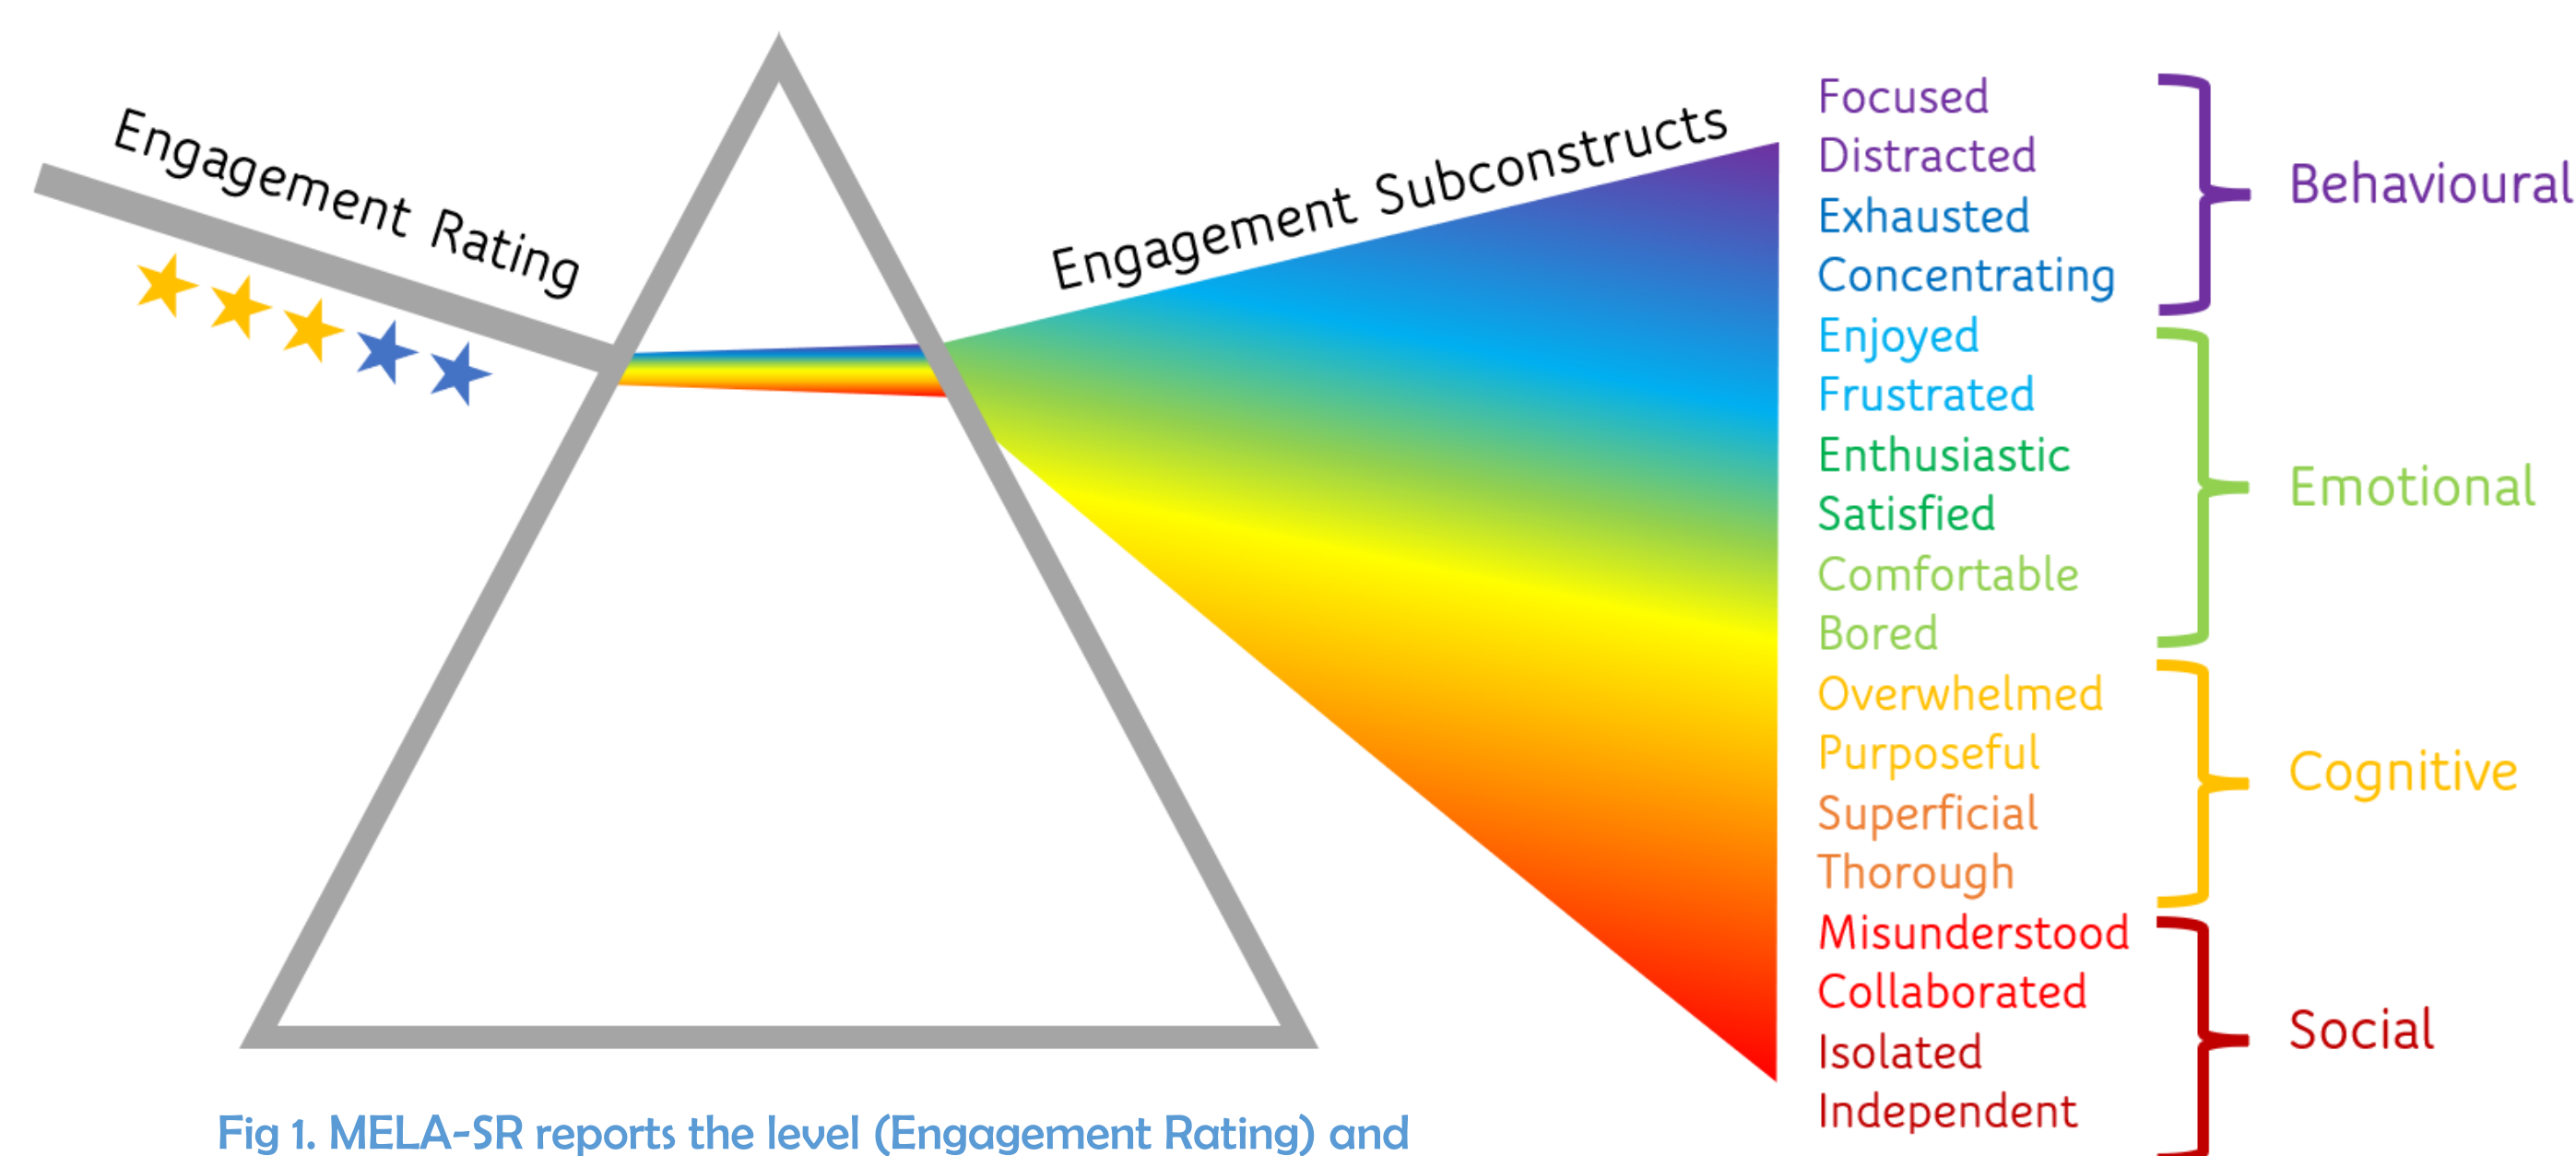 Engagement Rating
Engagement Subconstructs
Focused
Distracted
Exhausted
Concentrating
Behavioural
Enjoyed
Frustrated
Enthusiastic
Satisfied
Comfortable
Bored
Emotional
Overwhelmed
Purposeful
Superficial
Thorough
Cognitive
Misunderstood
Collaborated
Isolated
Independent
Social
Fig 1. MELA-SR reports the level (Engagement Rating) and